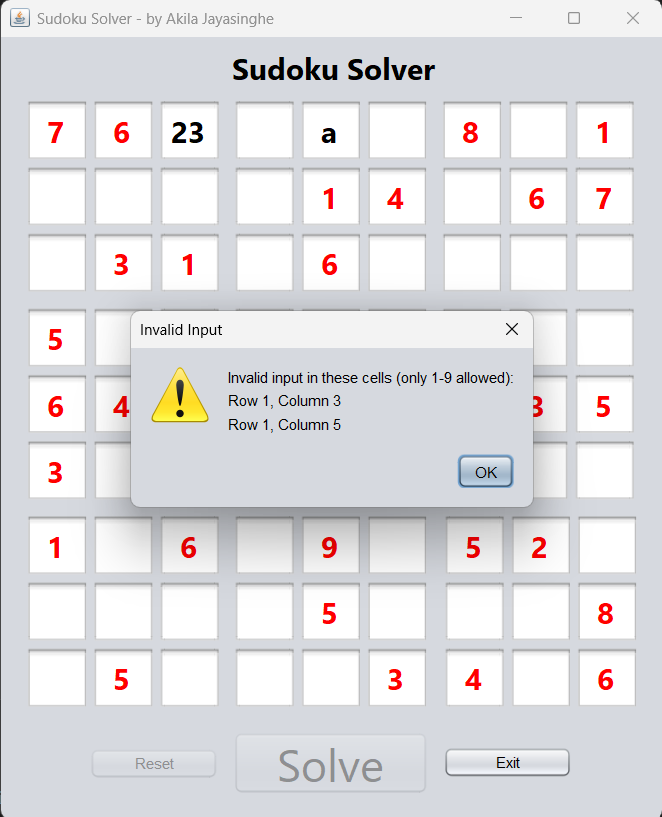 Sudoku Solver - by Akila Jayasinghe
Sudoku Solver
7 6 23 a 8 1
1 4 6 7
3 1 6
5
Invalid Input
Invalid input in these cells (only 1-9 allowed):
Row 1, Column 3
Row 1, Column 5
OK
6 4 3 5
3
1 6 9 5 2
5 8
5 3 4 6
Reset Solve Exit